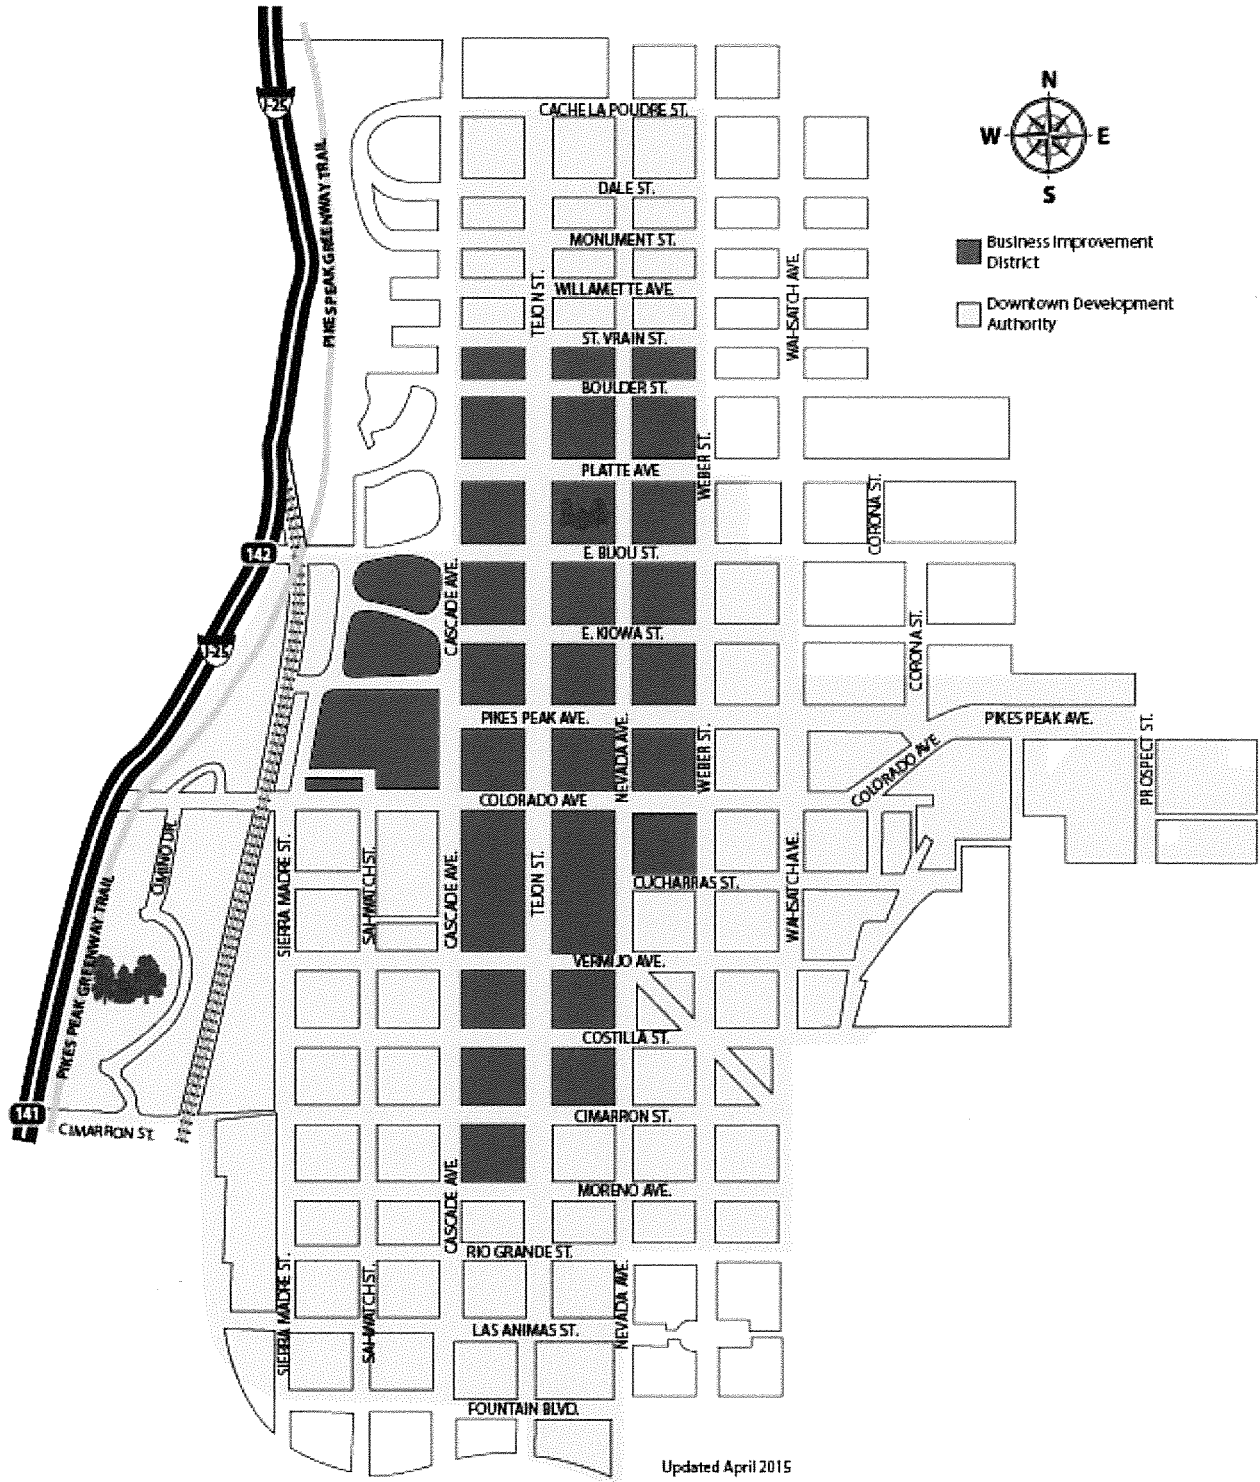 I-25
N
CACHE LA POUDRE ST.
W
E
S
PIKES PEAK GREENWAY TRAIL
DALE ST.
MONUMENT ST.
Business Improvement
District
WILLAMETTE AVE.
TEJON ST.
WAHSATCH AVE.
Downtown Development
Authority
ST. VRAIN ST.
BOULDER ST.
PLATTE AVE
WEBER ST.
CORONA ST.
142
E. BIJOU ST.
CASCADE AVE.
E. KIOWA ST.
I-25
CORONA ST.
PIKES PEAK AVE.
NEVADA AVE.
WEBER ST.
PIKES PEAK AVE.
PROSPECT ST.
COLORADO AVE
COLORADO AVE
CIMINO DR.
SIERRA MADRE ST.
SAHWATCH ST.
CASCADE AVE.
TEJON ST.
CUCHARRAS ST.
WAHSATCH AVE.
PIKES PEAK GREENWAY TRAIL
VERMIJO AVE.
COSTILLA ST.
141
CIMARRON ST.
CIMARRON ST.
CASCADE AVE.
MORENO AVE.
RIO GRANDE ST.
SIERRA MADRE ST.
SAHWATCH ST.
NEVADA AVE.
LAS ANIMAS ST.
FOUNTAIN BLVD.
Updated April 2015